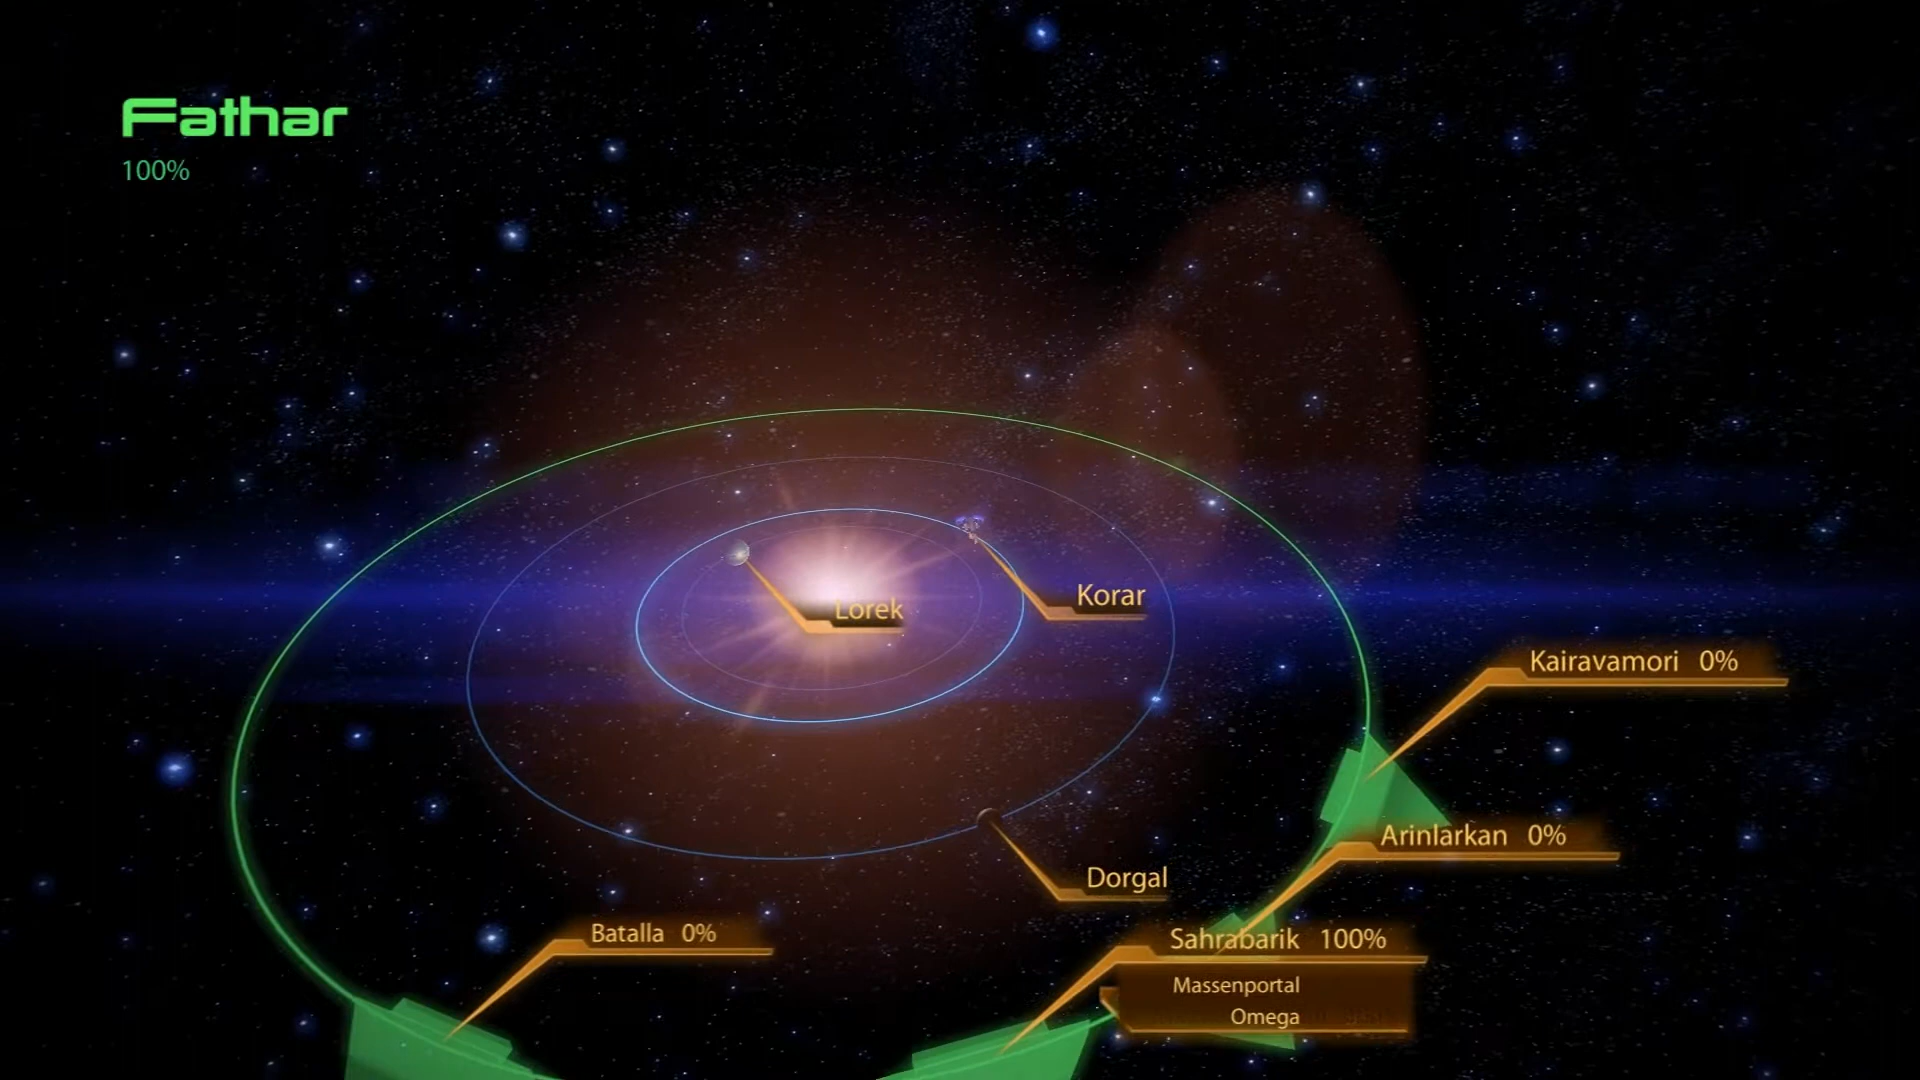 Fathar
100%
Korar
Lorek
Kairavamori 0%
Arinlarkan 0%
Dorgal
Batalla 0%
Sahrabarik 100%
Massenportal
Omega